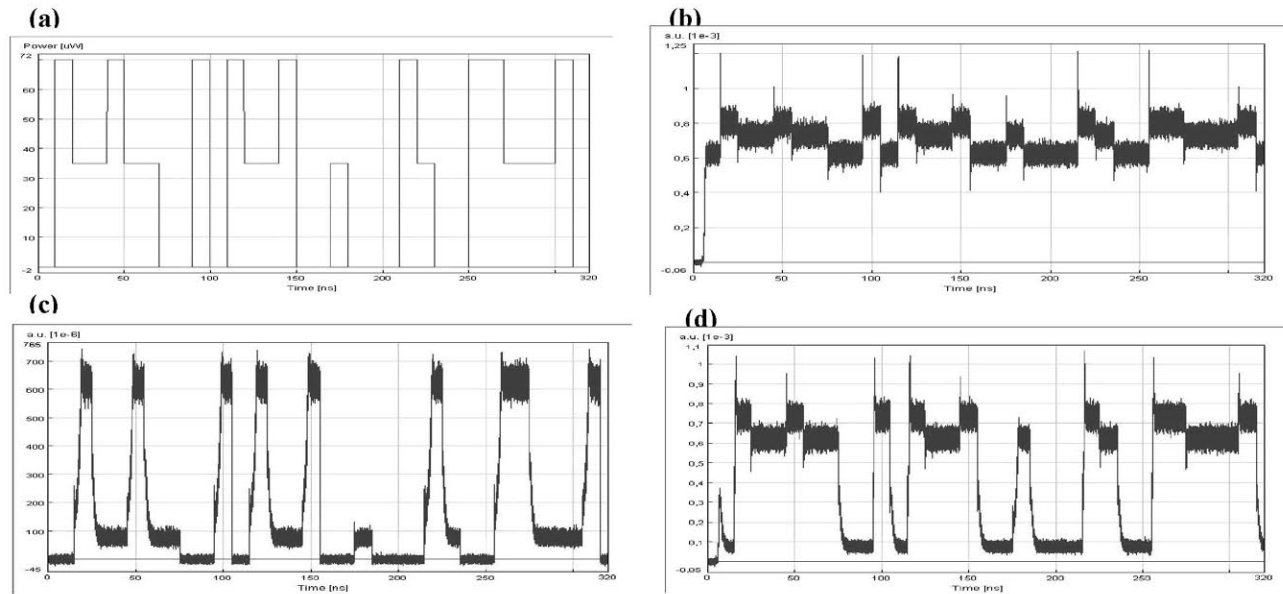 (a)
Power [uW]
72
60
50
40
30
20
10
-2
0 50 100 150 200 250 320
Time [ns]
(b)
a.u. [1e-3]
1,25
1
0,8
0,6
0,4
0,2
-0,06
0 50 100 150 200 250 320
Time [ns]
(c)
a.u. [1e-6]
765
700
600
500
400
300
200
100
-45
0 50 100 150 200 250 320
Time [ns]
(d)
a.u. [1e-3]
1,1
0,9
0,8
0,7
0,6
0,5
0,4
0,3
0,2
0,1
-0,05
0 50 100 150 200 250 320
Time [ns]